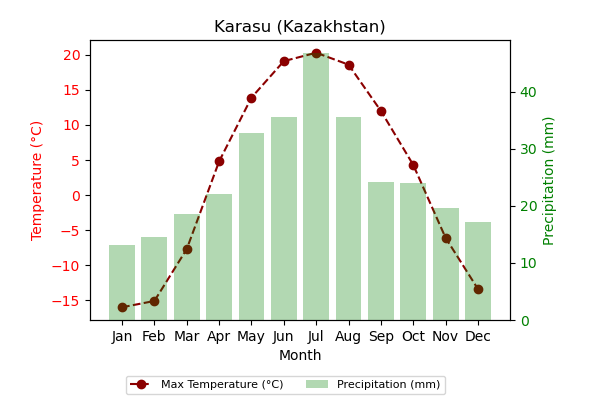 Karasu (Kazakhstan)
Temperature (°C)
20
15
10
5
0
−5
−10
−15
40
30
20
10
0
Precipitation (mm)
Jan Feb Mar Apr May Jun Jul Aug Sep Oct Nov Dec
Month
Max Temperature (°C) Precipitation (mm)